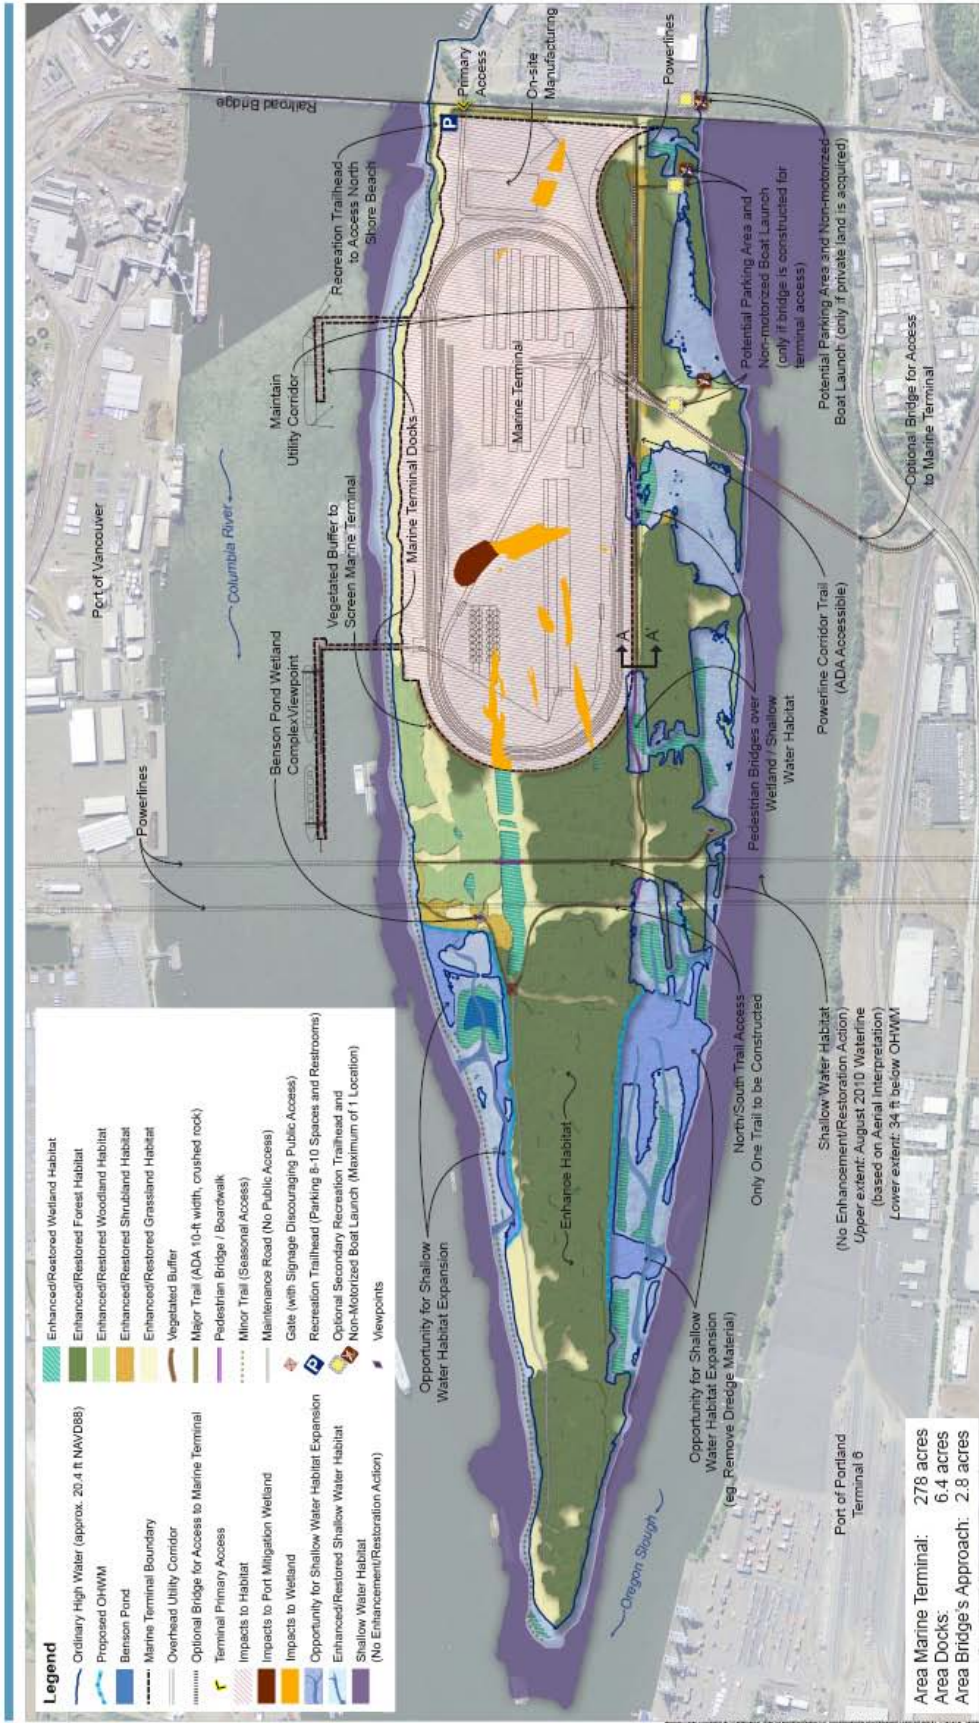 Legend
Ordinary High Water (approx. 20.4 ft NAVD88)
Proposed OHWM
Benson Pond
Marine Terminal Boundary
Overhead Utility Corridor
Optional Bridge for Access to Marine Terminal
Terminal Primary Access
Impacts to Habitat
Impacts to Port Mitigation Wetland
Impacts to Wetland
Opportunity for Shallow Water Habitat Expansion
Enhanced/Restored Shallow Water Habitat
Shallow Water Habitat
(No Enhancement/Restoration Action)
Enhanced/Restored Wetland Habitat
Enhanced/Restored Forest Habitat
Enhanced/Restored Woodland Habitat
Enhanced/Restored Shrubland Habitat
Enhanced/Restored Grassland Habitat
Vegetated Buffer
Major Trail (ADA 10-ft width, crushed rock)
Pedestrian Bridge / Boardwalk
Minor Trail (Seasonal Access)
Maintenance Road (No Public Access)
Gate (with Signage Discouraging Public Access)
P
Recreation Trailhead (Parking 8-10 Spaces and Restrooms)
Optional Secondary Recreation Trailhead and
Non-Motorized Boat Launch (Maximum of 1 Location)
Viewpoints
Port of Vancouver
Powerlines
Columbia River
Railroad Bridge
Benson Pond Wetland
Complex Viewpoint
Vegetated Buffer to
Screen Marine Terminal
Marine Terminal Docks
Maintain
Utility Corridor
Recreation Trailhead
to Access North
Shore Beach
P
Primary
Access
On-site
Manufacturing
Powerlines
Marine Terminal
Opportunity for Shallow
Water Habitat Expansion
Enhance Habitat
A
A'
Opportunity for Shallow
Water Habitat Expansion
(eg. Remove Dredge Material)
North/South Trail Access
Only One Trail to be Constructed
Pedestrian Bridges over
Wetland / Shallow
Water Habitat
Powerline Corridor Trail
(ADA Accessible)
Potential Parking Area and
Non-motorized Boat Launch
(only if bridge is constructed for
terminal access)
Potential Parking Area and Non-motorized
Boat Launch (only if private land is acquired)
Optional Bridge for Access
to Marine Terminal
Shallow Water Habitat
(No Enhancement/Restoration Action)
Upper extent: August 2010 Waterline
(based on Aerial Interpretation)
Lower extent: 34 ft below OHWM
Oregon Slough
Port of Portland
Terminal 6
Area Marine Terminal: 278 acres
Area Docks: 6.4 acres
Area Bridge's Approach: 2.8 acres